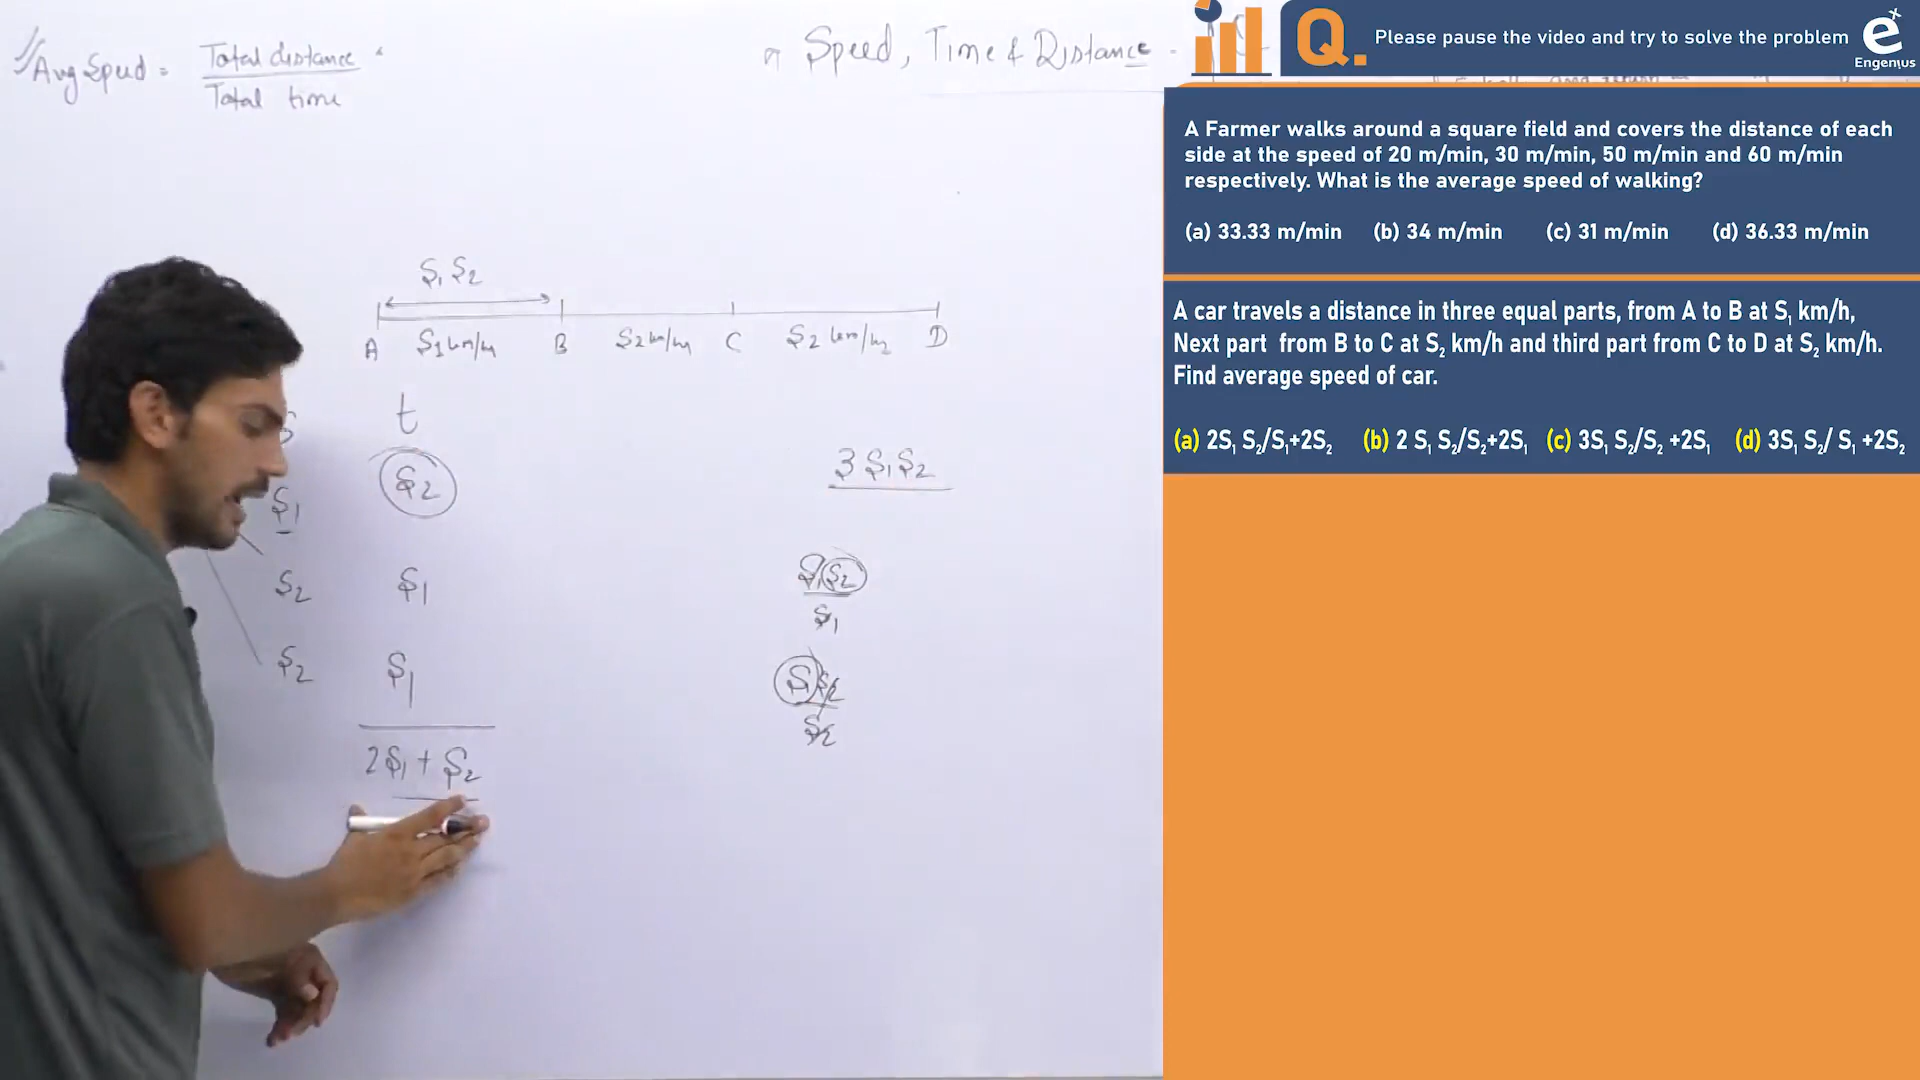 Avg Speed = Total distance
Total time
Speed, Time & Distance -
S1 S2
A S1 km/h B S2 km/h C S2 km/h D
t
S1 S2
S2 S1
S2 S1
2S1 + S2
3 S1 S2
S1 S2
S1
S1 S2
S2
Q. Please pause the video and try to solve the problem
ex
Engenius
A Farmer walks around a square field and covers the distance of each
side at the speed of 20 m/min, 30 m/min, 50 m/min and 60 m/min
respectively. What is the average speed of walking?
(a) 33.33 m/min (b) 34 m/min (c) 31 m/min (d) 36.33 m/min
A car travels a distance in three equal parts, from A to B at S₁ km/h,
Next part from B to C at S₂ km/h and third part from C to D at S₂ km/h.
Find average speed of car.
(a) 2S₁ S₂/S₁+2S₂ (b) 2 S₁ S₂/S₂+2S₁ (c) 3S₁ S₂/S₂ +2S₁ (d) 3S₁ S₂/ S₁ +2S₂